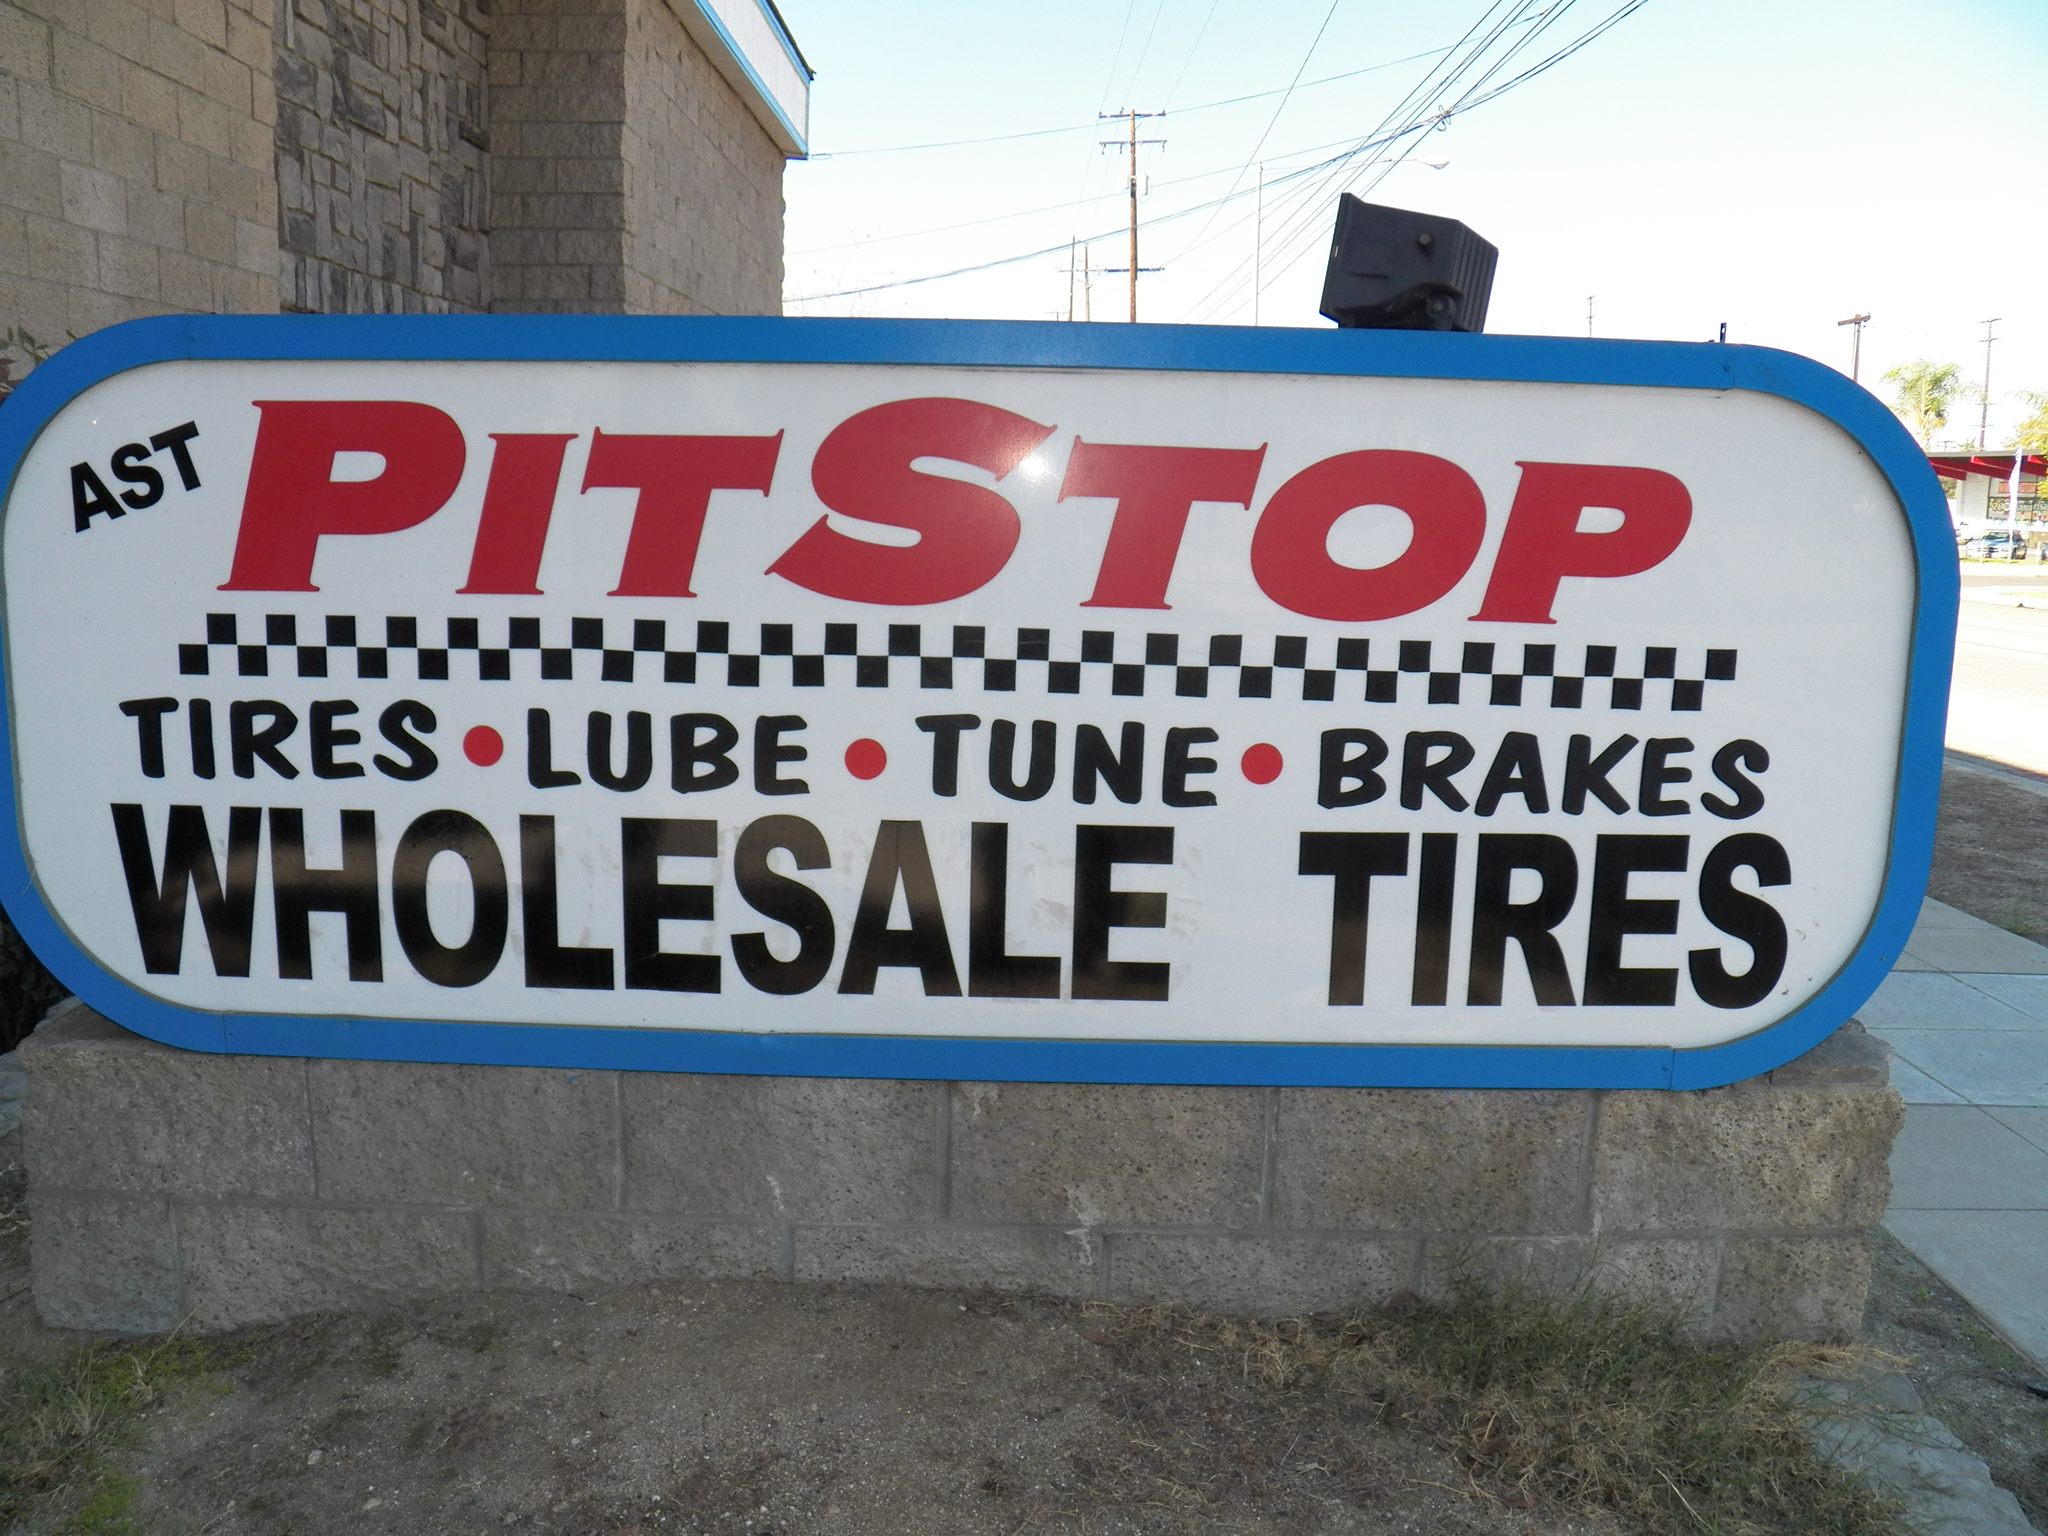 AST PITSTOP
TIRES • LUBE • TUNE • BRAKES
WHOLESALE TIRES